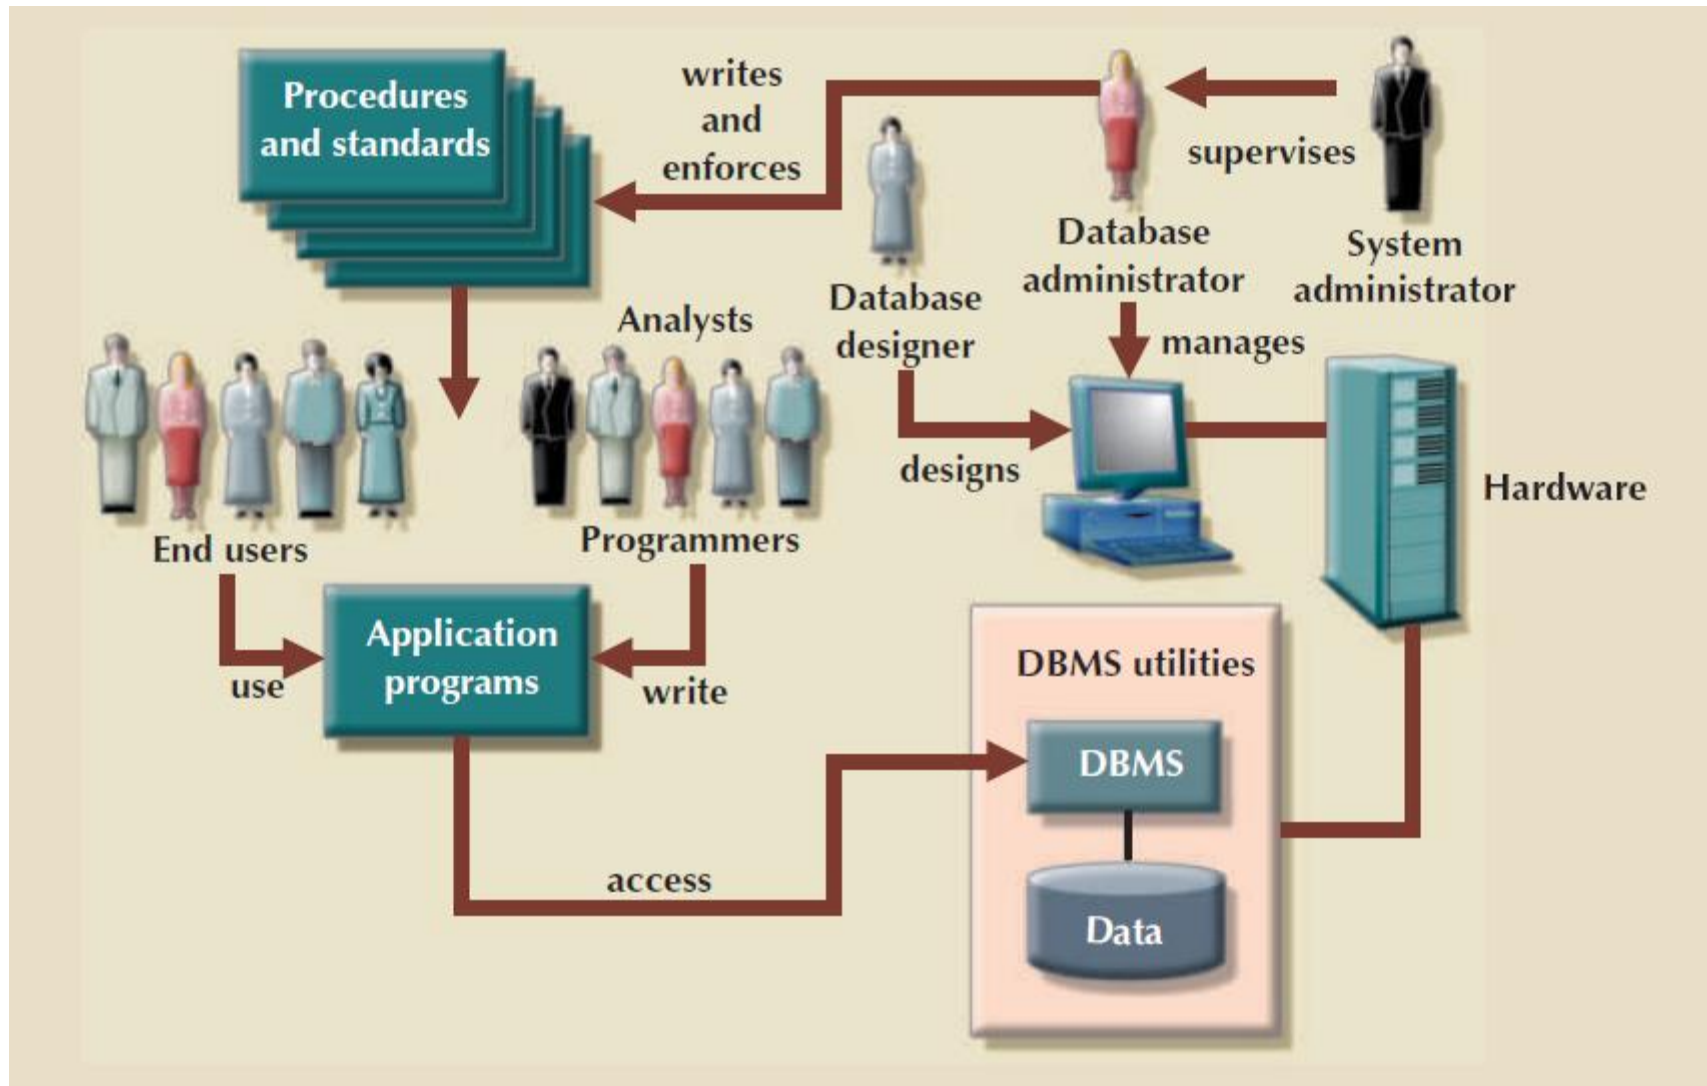 Procedures
and standards
writes
and
enforces
supervises
Database
administrator
System
administrator
Database
designer
manages
Analysts
designs
Hardware
End users
Programmers
use
Application
programs
write
DBMS utilities
DBMS
access
Data